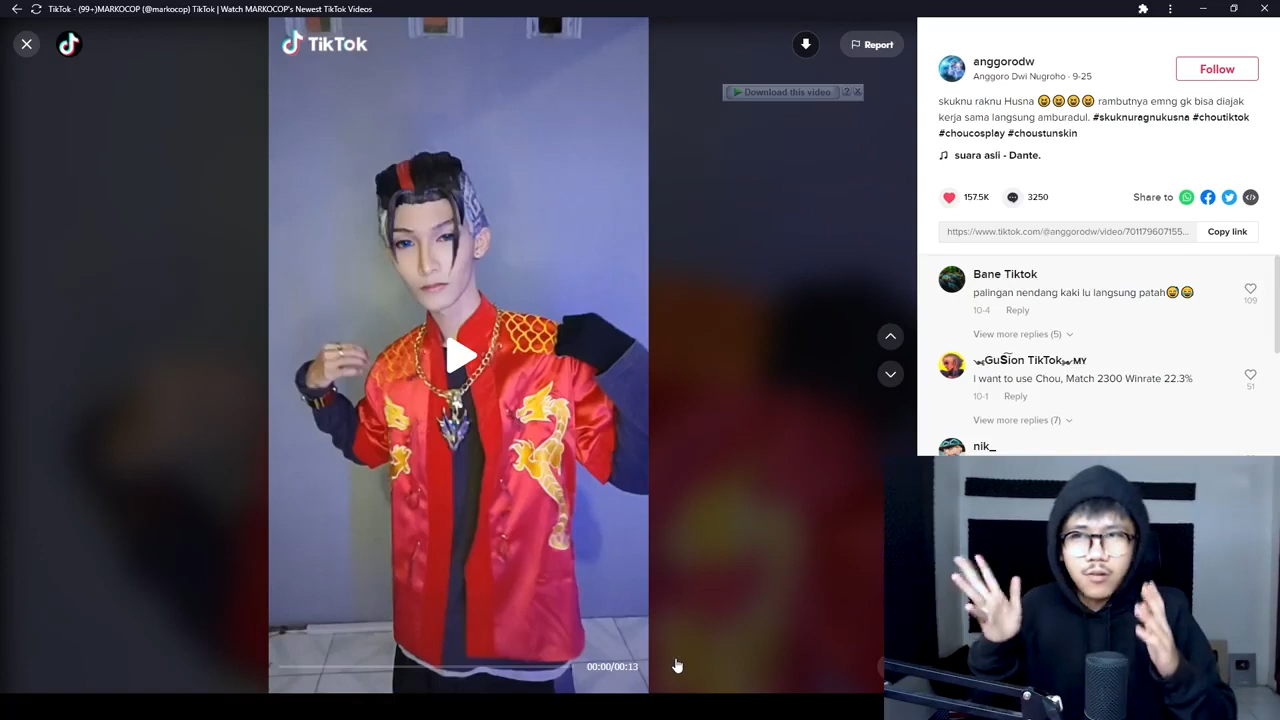 TikTok - (99+)MARKOCOP (@markocop) TikTok | Watch MARKOCOP's Newest TikTok Videos
TikTok
Report
Download this video
?
anggorodw
Anggoro Dwi Nugroho · 9-25
Follow
skuknu raknu Husna 😆😆😆😆 rambutnya emng gk bisa diajak
kerja sama langsung amburadul. #skuknuragnukusna #choutiktok
#choucosplay #choustunskin
suara asli - Dante.
157.5K
3250
Share to
https://www.tiktok.com/@anggorodw/video/701179607155...
Copy link
Bane Tiktok
palingan nendang kaki lu langsung patah😅😂
109
10-4 Reply
View more replies (5)
GuSion TikTok MY
I want to use Chou, Match 2300 Winrate 22.3%
51
10-1 Reply
View more replies (7)
nik_
00:00/00:13